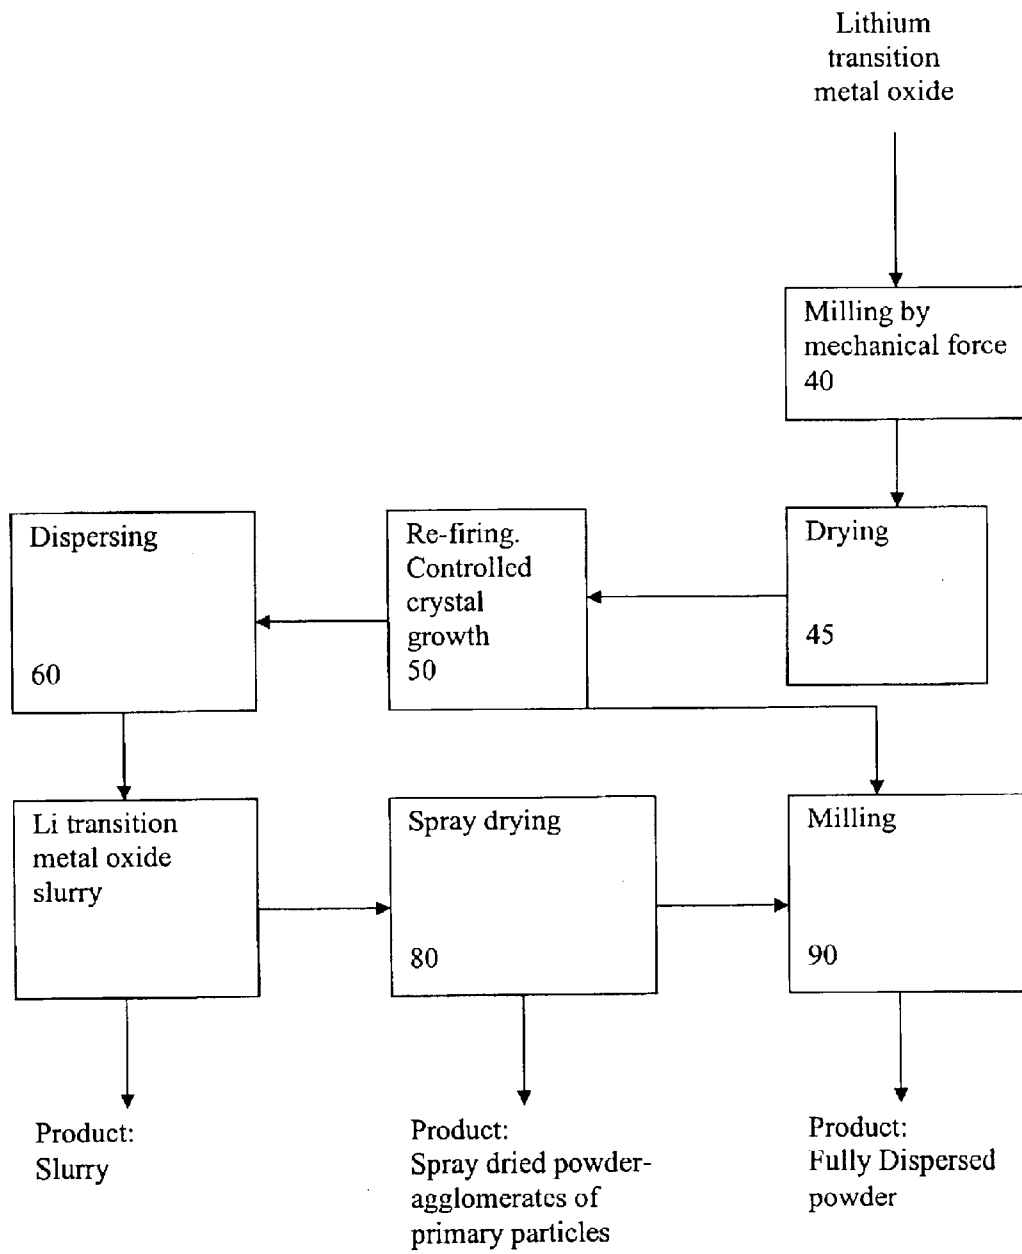 Lithium
transition
metal oxide
Milling by
mechanical force
40
Drying
45
Re-firing.
Controlled
crystal
growth
50
Dispersing
60
Li transition
metal oxide
slurry
Spray drying
80
Milling
90
Product:
Slurry
Product:
Spray dried powder-
agglomerates of
primary particles
Product:
Fully Dispersed
powder